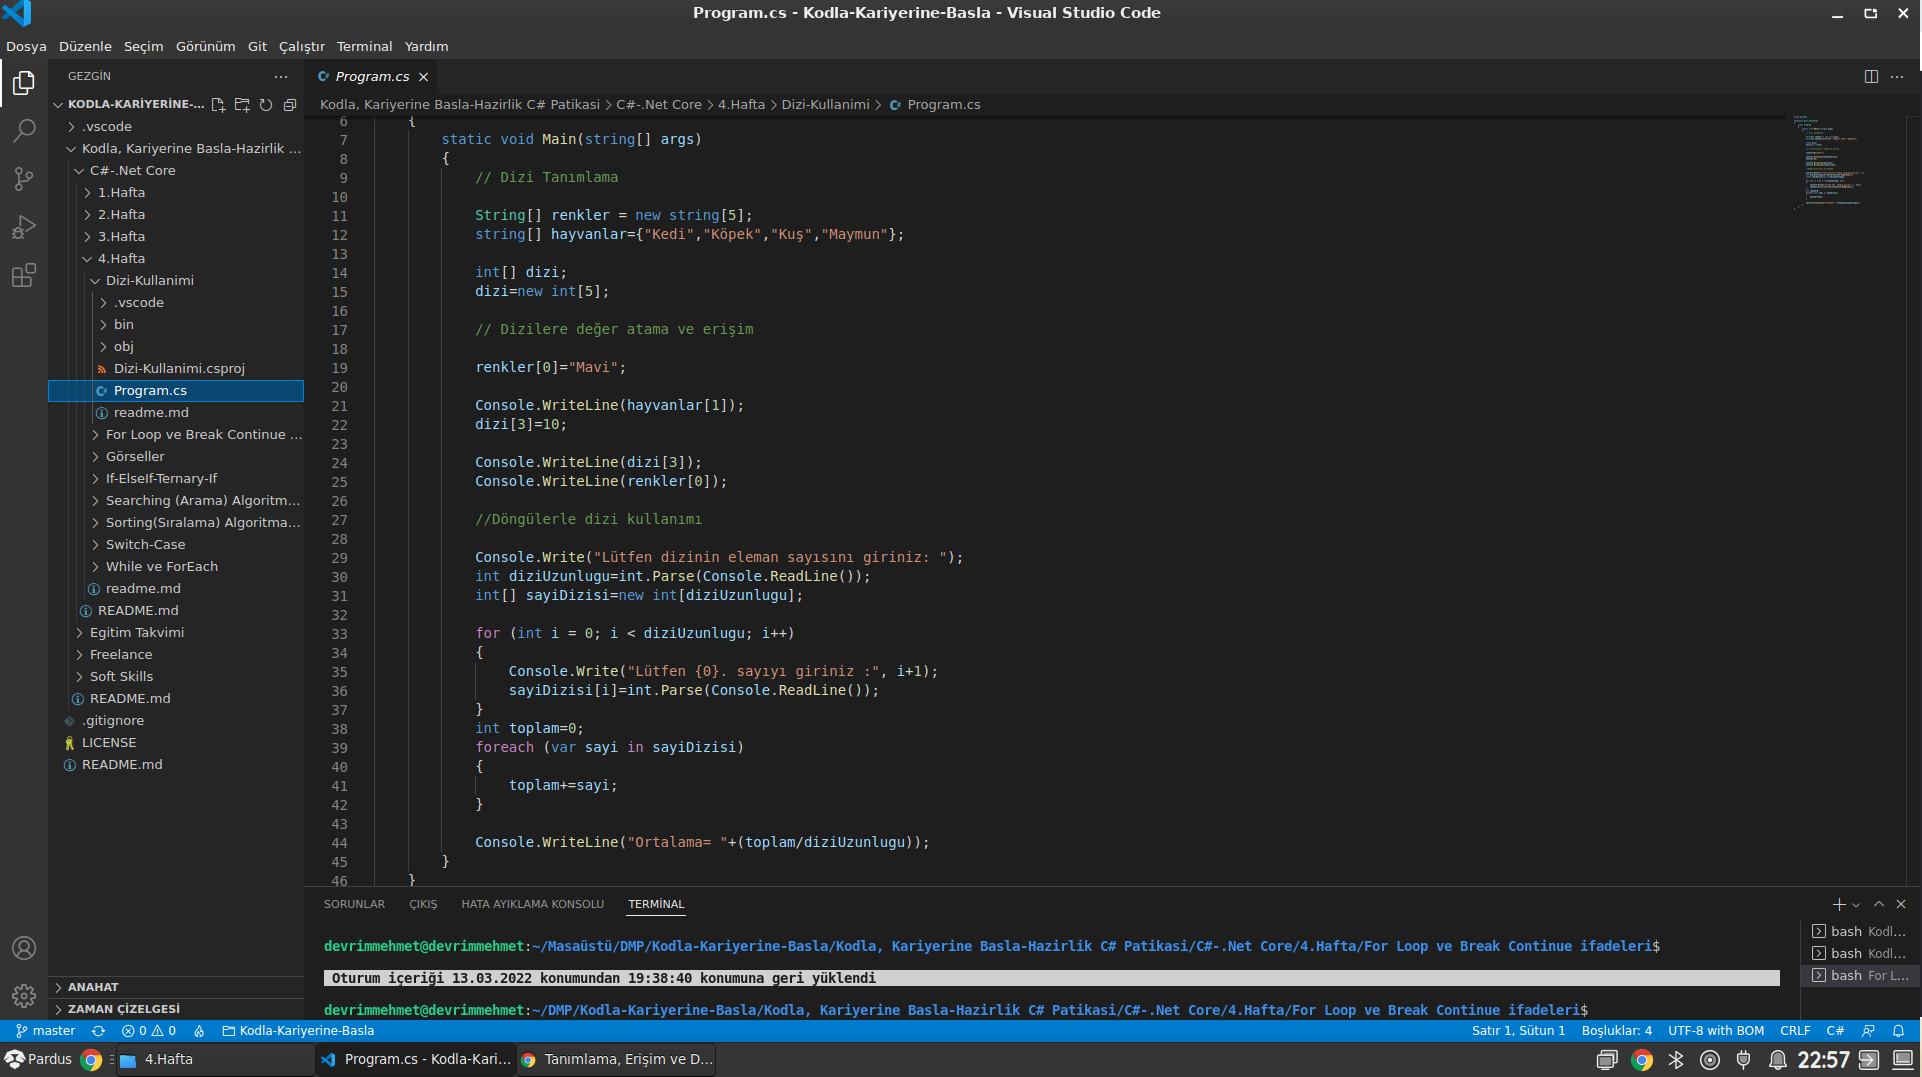 Program.cs - Kodla-Kariyerine-Basla - Visual Studio Code
Dosya Düzenle Seçim Görünüm Git Çalıştır Terminal Yardım
GEZGİN
KODLA-KARİYERİNE-...
.vscode
Kodla, Kariyerine Basla-Hazirlik ...
C#-.Net Core
1.Hafta
2.Hafta
3.Hafta
4.Hafta
Dizi-Kullanimi
.vscode
bin
obj
Dizi-Kullanimi.csproj
Program.cs
readme.md
For Loop ve Break Continue ...
Görseller
If-ElseIf-Ternary-If
Searching (Arama) Algoritm...
Sorting(Sıralama) Algoritma...
Switch-Case
While ve ForEach
readme.md
README.md
Egitim Takvimi
Freelance
Soft Skills
README.md
.gitignore
LICENSE
README.md
ANAHAT
ZAMAN ÇİZELGESİ
Program.cs
Kodla, Kariyerine Basla-Hazirlik C# Patikasi > C#-.Net Core > 4.Hafta > Dizi-Kullanimi > Program.cs
6 {
7 static void Main(string[] args)
8 {
9 // Dizi Tanımlama
10
11 String[] renkler = new string[5];
12 string[] hayvanlar={"Kedi","Köpek","Kuş","Maymun"};
13
14 int[] dizi;
15 dizi=new int[5];
16
17 // Dizilere değer atama ve erişim
18
19 renkler[0]="Mavi";
20
21 Console.WriteLine(hayvanlar[1]);
22 dizi[3]=10;
23
24 Console.WriteLine(dizi[3]);
25 Console.WriteLine(renkler[0]);
26
27 //Döngülerle dizi kullanımı
28
29 Console.Write("Lütfen dizinin eleman sayısını giriniz: ");
30 int diziUzunlugu=int.Parse(Console.ReadLine());
31 int[] sayiDizisi=new int[diziUzunlugu];
32
33 for (int i = 0; i < diziUzunlugu; i++)
34 {
35 Console.Write("Lütfen {0}. sayıyı giriniz :", i+1);
36 sayiDizisi[i]=int.Parse(Console.ReadLine());
37 }
38 int toplam=0;
39 foreach (var sayi in sayiDizisi)
40 {
41 toplam+=sayi;
42 }
43
44 Console.WriteLine("Ortalama= "+(toplam/diziUzunlugu));
45 }
46 }
SORUNLAR ÇIKIŞ HATA AYIKLAMA KONSOLU TERMİNAL
devrimmehmet@devrimmehmet:~/Masaüstü/DMP/Kodla-Kariyerine-Basla/Kodla, Kariyerine Basla-Hazirlik C# Patikasi/C#-.Net Core/4.Hafta/For Loop ve Break Continue ifadeleri$
Oturum içeriği 13.03.2022 konumundan 19:38:40 konumuna geri yüklendi
devrimmehmet@devrimmehmet:~/DMP/Kodla-Kariyerine-Basla/Kodla, Kariyerine Basla-Hazirlik C# Patikasi/C#-.Net Core/4.Hafta/For Loop ve Break Continue ifadeleri$
bash Kodl...
bash Kodl...
bash For L...
master 0 0 Kodla-Kariyerine-Basla Satır 1, Sütun 1 Boşluklar: 4 UTF-8 with BOM CRLF C#
Pardus 4.Hafta Program.cs - Kodla-Kari... Tanımlama, Erişim ve D... 22:57